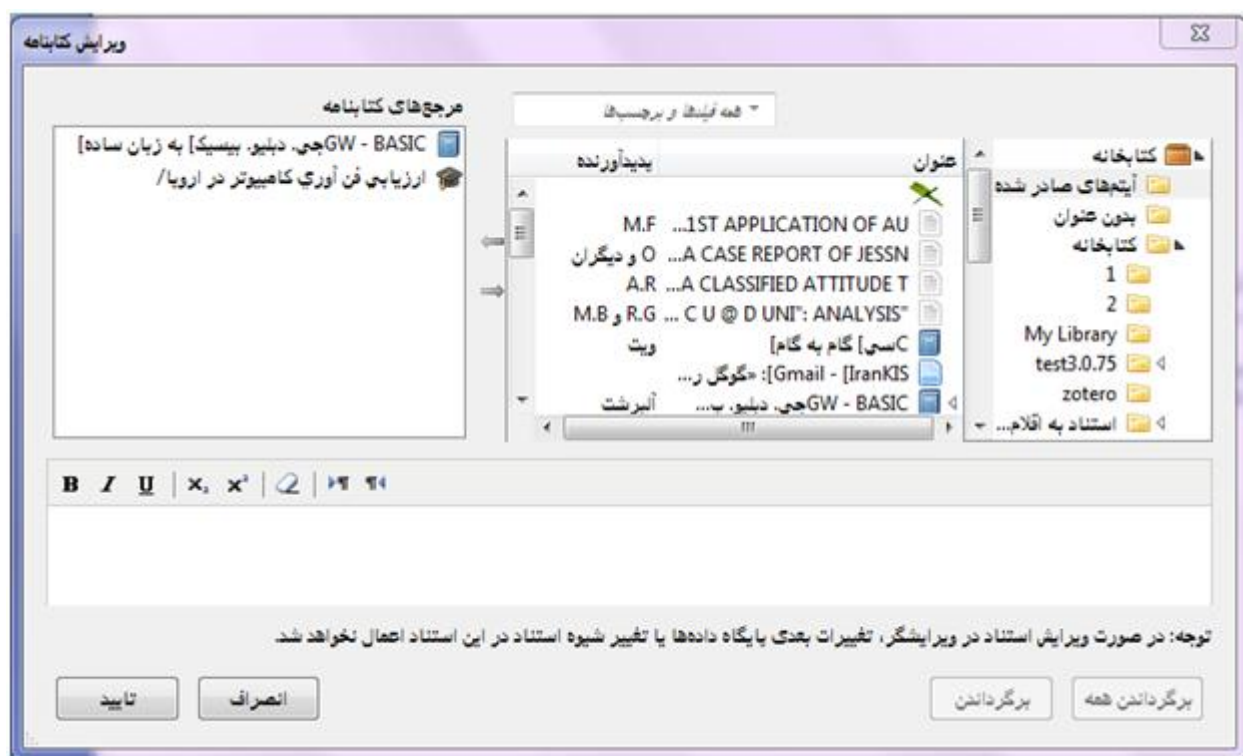 ویرایش کتابنامه
همه فیلدها و برچسب‌ها
کتابخانه
آیتم‌های صادر شده
بدون عنوان
کتابخانه
1
2
My Library
test3.0.75
zotero
استناد به اقلام...
عنوان پدیدآورنده
1ST APPLICATION OF AU... M.F
A CASE REPORT OF JESSN... O و دیگران
A CLASSIFIED ATTITUDE T... A.R
"C U @ D UNI": ANALYSIS ... R.G و M.B
Cسی] گام به گام] ویت
Gmail - [IranKIS]: «گوگل ر...
GW - BASICجی. دبلیو. ب... آلبرشت
مرجع‌های کتابنامه
GW - BASICجی. دبلیو. بیسیک] به زبان ساده]
ارزیابی فن آوري کامپیوتر در اروپا/
B I U x₂ x²
توجه: در صورت ویرایش استناد در ویرایشگر، تغییرات بعدی پایگاه داده‌ها یا تغییر شیوه استناد در این استناد اعمال نخواهد شد.
برگرداندن همه
برگرداندن
انصراف
تایید